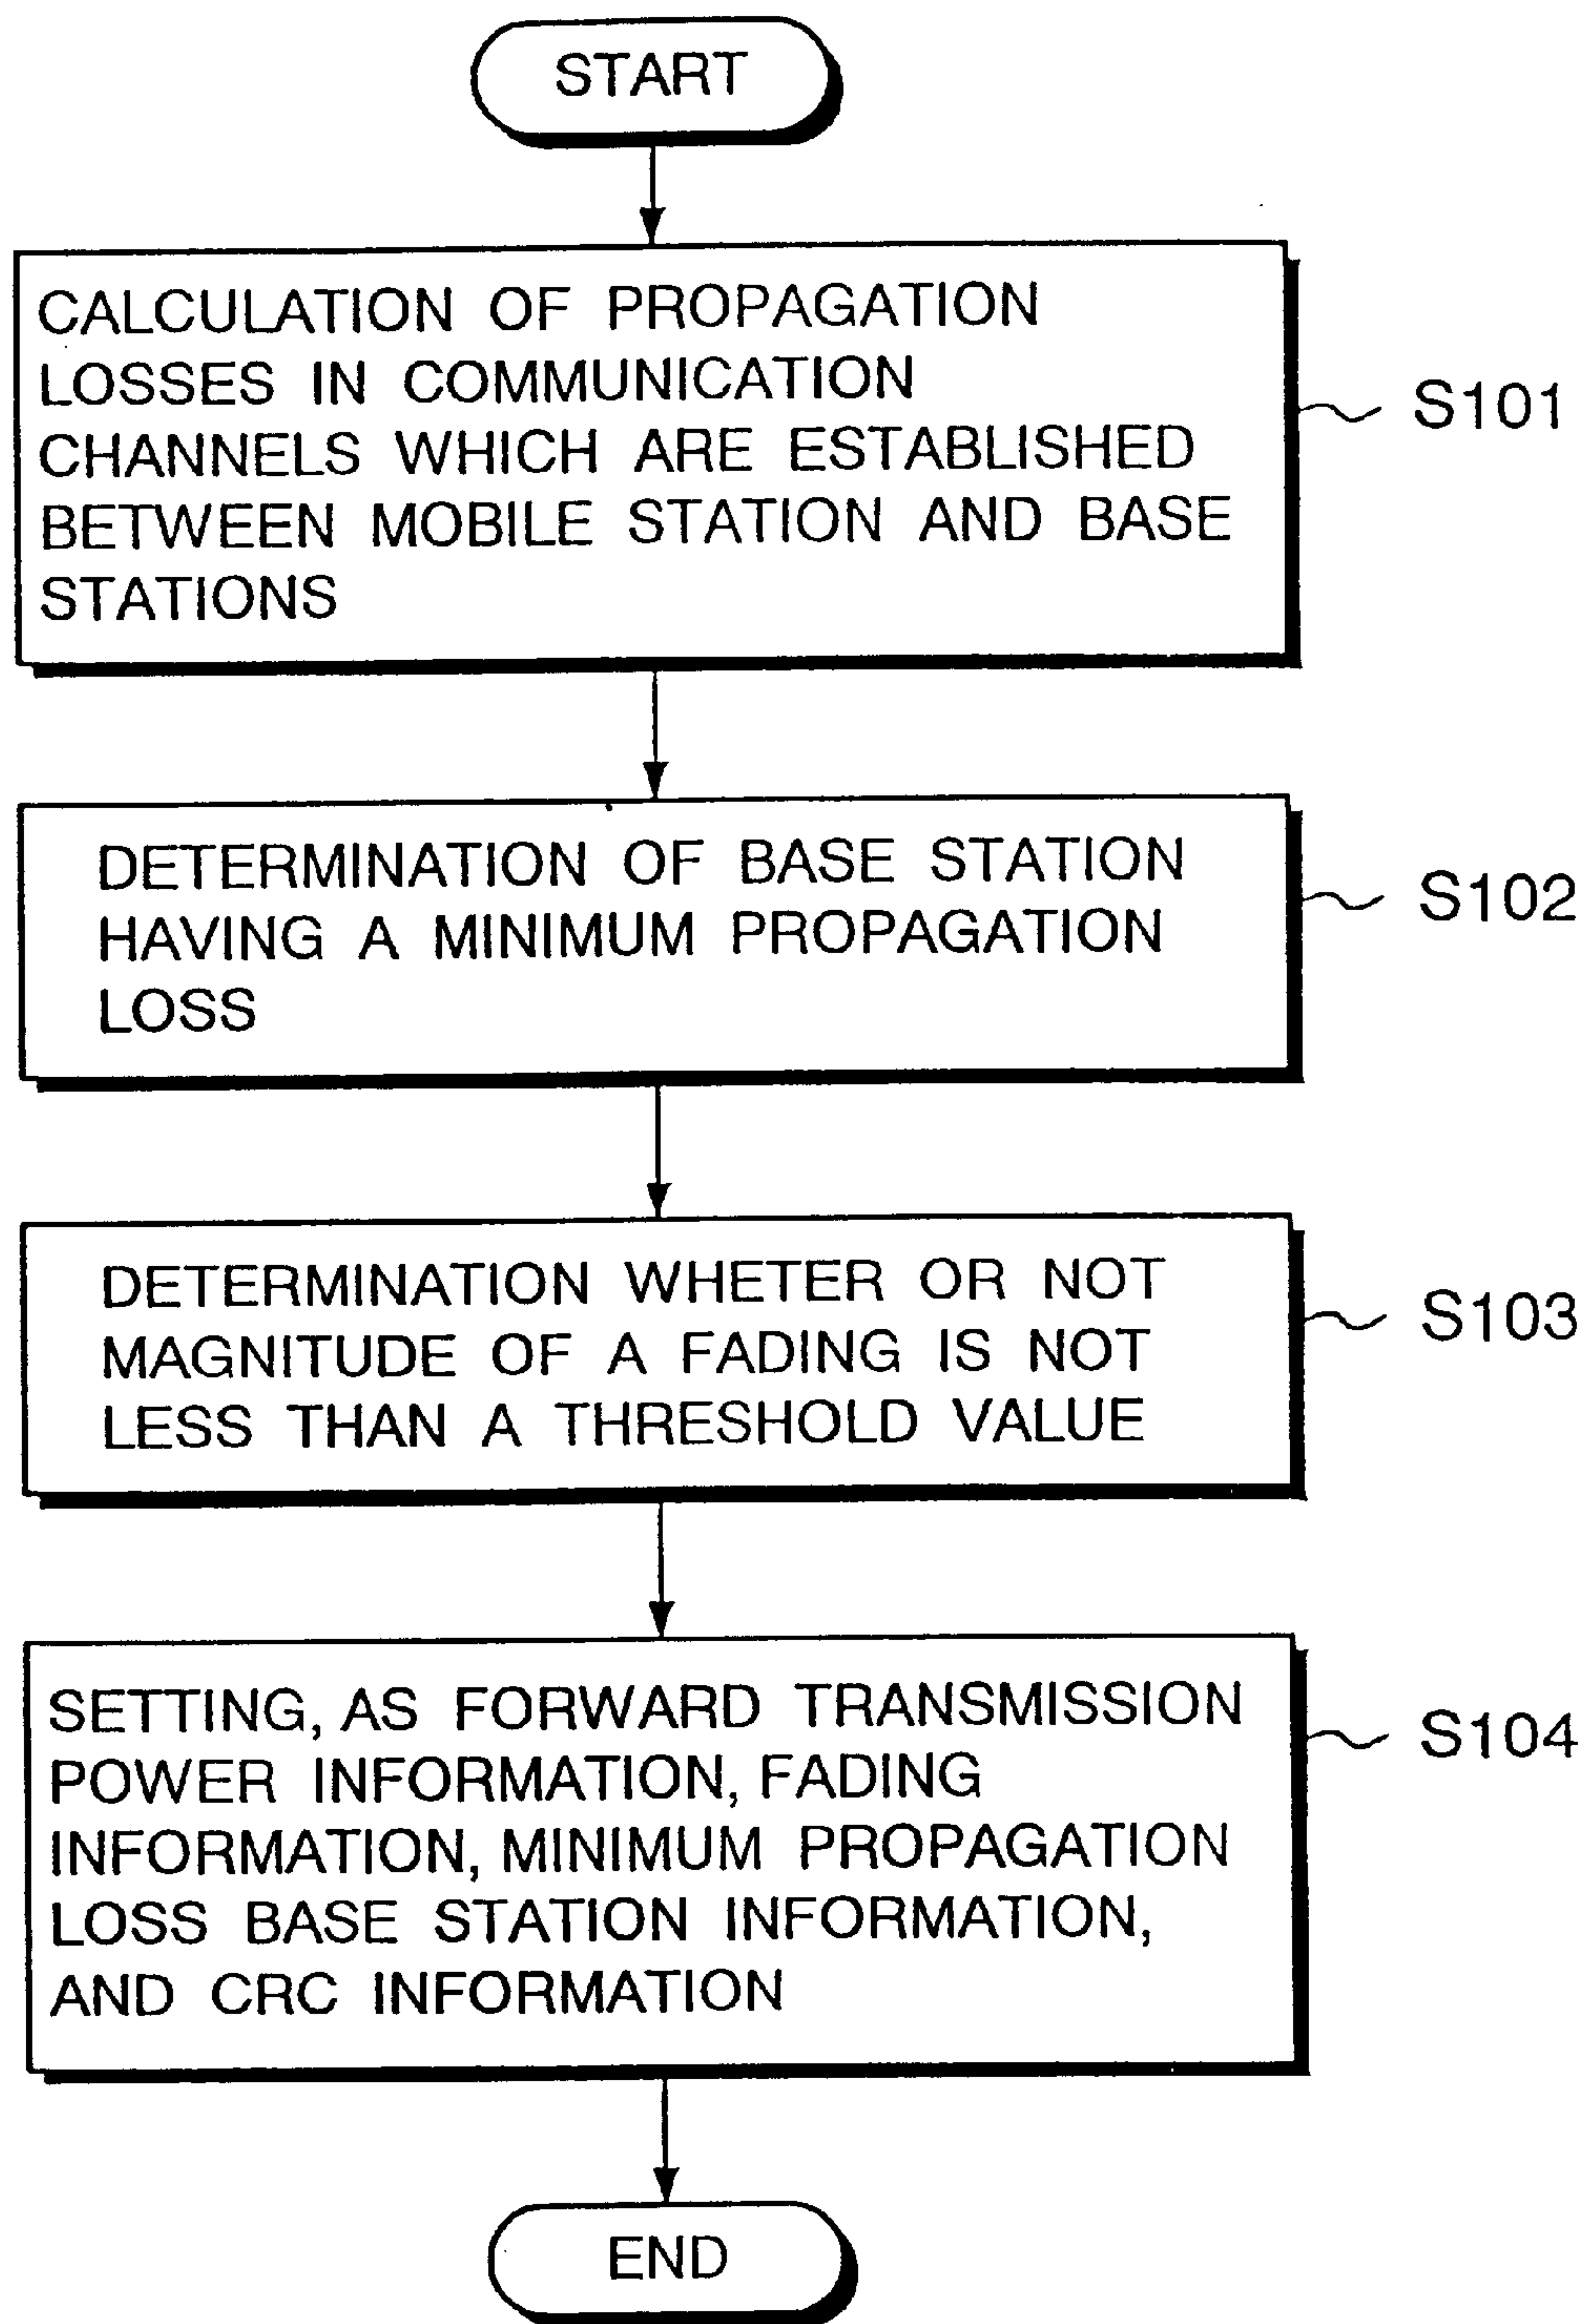 START
CALCULATION OF PROPAGATION
LOSSES IN COMMUNICATION
CHANNELS WHICH ARE ESTABLISHED
BETWEEN MOBILE STATION AND BASE
STATIONS
S101
DETERMINATION OF BASE STATION
HAVING A MINIMUM PROPAGATION
LOSS
S102
DETERMINATION WHETER OR NOT
MAGNITUDE OF A FADING IS NOT
LESS THAN A THRESHOLD VALUE
S103
SETTING, AS FORWARD TRANSMISSION
POWER INFORMATION, FADING
INFORMATION, MINIMUM PROPAGATION
LOSS BASE STATION INFORMATION,
AND CRC INFORMATION
S104
END